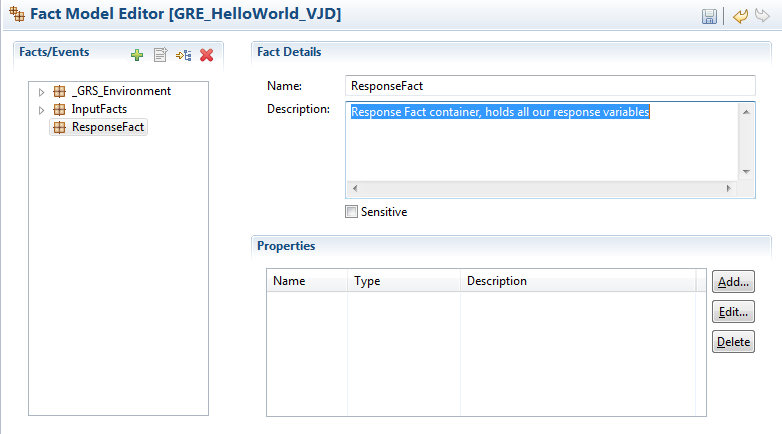 Fact Model Editor [GRE_HelloWorld_VJD]
Facts/Events
_GRS_Environment
InputFacts
ResponseFact
Fact Details
Name:
ResponseFact
Description:
Response Fact container, holds all our response variables
Sensitive
Properties
Name Type Description
Add...
Edit...
Delete